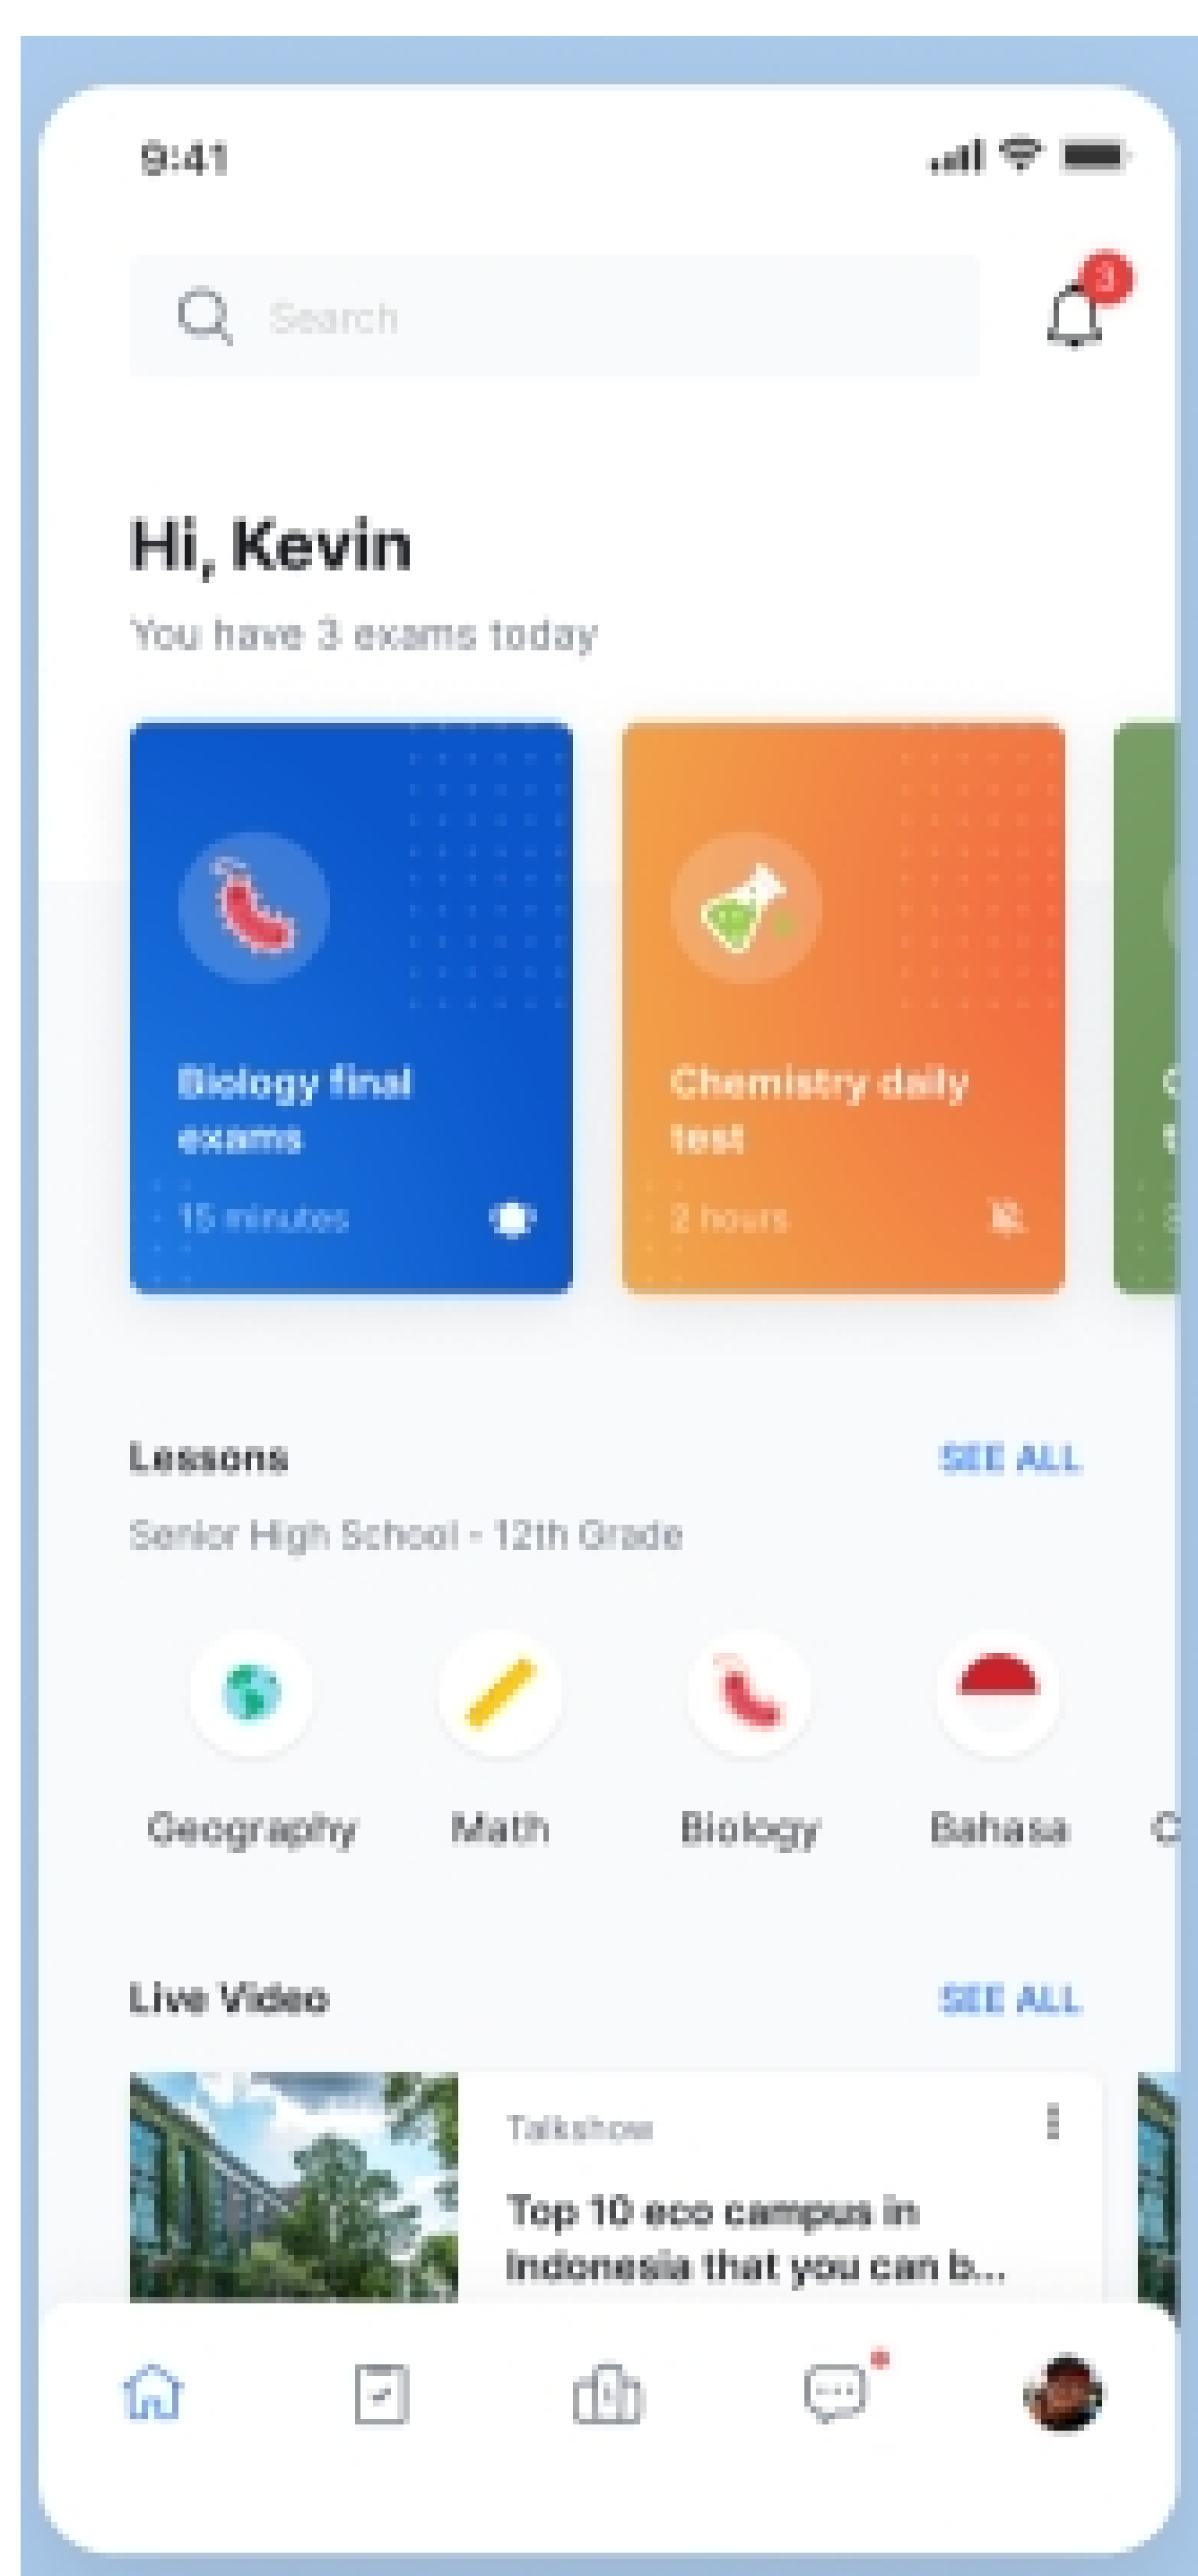 9:41
Search
3
Hi, Kevin
You have 3 exams today
Biology final
exams
15 minutes
Chemistry daily
test
2 hours
Lessons
SEE ALL
Senior High School - 12th Grade
Geography
Math
Biology
Bahasa
Live Video
SEE ALL
Talkshow
Top 10 eco campus in
Indonesia that you can b...